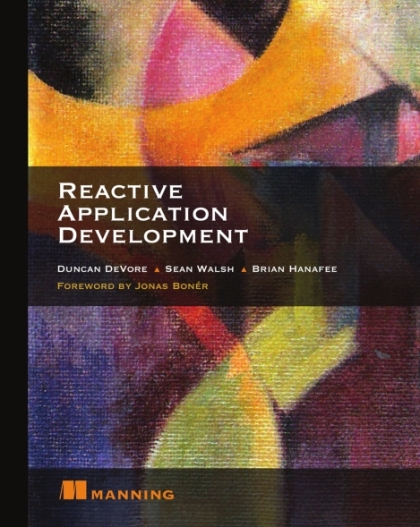 REACTIVE
APPLICATION
DEVELOPMENT
DUNCAN DEVORE ▲ SEAN WALSH ▲ BRIAN HANAFEE
FOREWORD BY JONAS BONÉR
MANNING